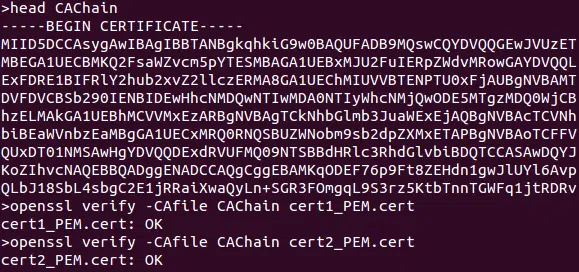 >head CAChain
-----BEGIN CERTIFICATE-----
MIID5DCCAsygAwIBAgIBBTANBgkqhkiG9w0BAQUFADB9MQswCQYDVQQGEwJVUzET
MBEGA1UECBMKQ2FsaWZvcm5pYTESMBAGA1UEBxMJU2FuIERpZWdvMRowGAYDVQQL
ExFDRE1BIFRlY2hub2xvZ2llczERMA8GA1UEChMIUVVBTENPTU0xFjAUBgNVBAMT
DVFDVCBSb290IENBIDEwHhcNMDQwNTIwMDA0NTIyWhcNMjQwODE5MTgzMDQ0WjCB
hzELMAkGA1UEBhMCVVMxEzARBgNVBAgTCkNhbGlmb3JuaWExEjAQBgNVBAcTCVNh
biBEaWVnbzEaMBgGA1UECxMRQ0RNQSBUZWNobm9sb2dpZXMxETAPBgNVBAoTCFFV
QUxDT01NMSAwHgYDVQQDExdRVUFMQ09NTSBBdHRlc3RhdGlvbiBDQTCCASAwDQYJ
KoZIhvcNAQEBBQADggENADCCAQgCggEBAMKqODEF76p9Ft8ZEHdn1gwJlUYl6Avp
QLbJ18SbL4sbgC2E1jRRaiXwaQyLn+SGR3FOmgqL9S3rz5KtbTnnTGWFq1jtRDRv
>openssl verify -CAfile CAChain cert1_PEM.cert
cert1_PEM.cert: OK
>openssl verify -CAfile CAChain cert2_PEM.cert
cert2_PEM.cert: OK